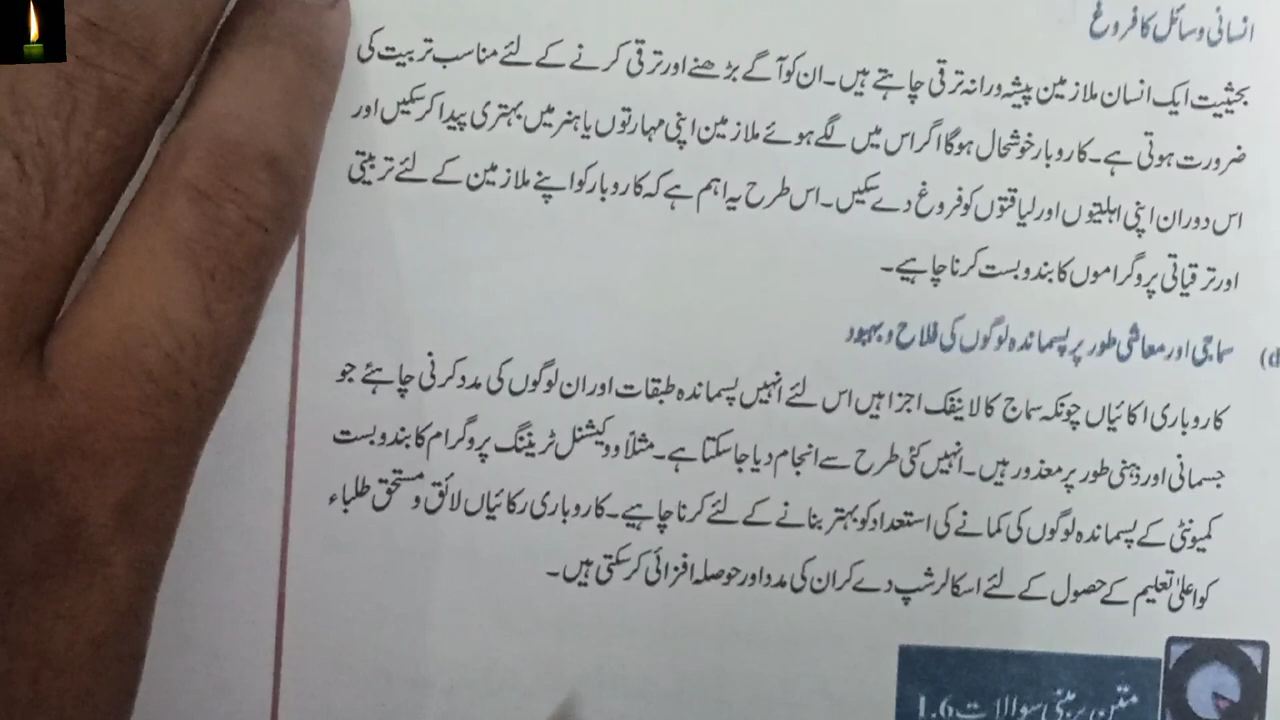 انسانی وسائل کا فروغ
بحیثیت ایک انسان ملازمین پیشہ ورانہ ترقی چاہتے ہیں۔ ان کو آگے بڑھنے اور ترقی کرنے کے لئے مناسب تربیت کی
ضرورت ہوتی ہے۔ کاروبار خوشحال ہوگا اگر اس میں لگے ہوئے ملازمین اپنی مہارتوں یا ہنر میں بہتری پیدا کرسکیں اور
اس دوران اپنی اہلیتوں اور لیاقتوں کو فروغ دے سکیں۔ اس طرح یہ اہم ہے کہ کاروبار کو اپنے ملازمین کے لئے تربیتی
اور ترقیاتی پروگراموں کا بندوبست کرنا چاہیے۔
(d سماجی اور معاشی طور پر پسماندہ لوگوں کی فلاح و بہبود
کاروباری اکائیاں چونکہ سماج کا لاینفک اجزا ہیں اس لئے انہیں پسماندہ طبقات اور ان لوگوں کی مدد کرنی چاہئے جو
جسمانی اور ذہنی طور پر معذور ہیں۔ انہیں کئی طرح سے انجام دیا جاسکتا ہے۔ مثلاً ووکیشنل ٹریننگ پروگرام کا بندوبست
کمیونٹی کے پسماندہ لوگوں کی کمانے کی استعداد کو بہتر بنانے کے لئے کرنا چاہیے۔ کاروباری رکائیاں لائق و مستحق طلباء
کو اعلیٰ تعلیم کے حصول کے لئے اسکالرشپ دے کر ان کی مدد اور حوصلہ افزائی کرسکتی ہیں۔
متن پر مبنی سوالات 1.6